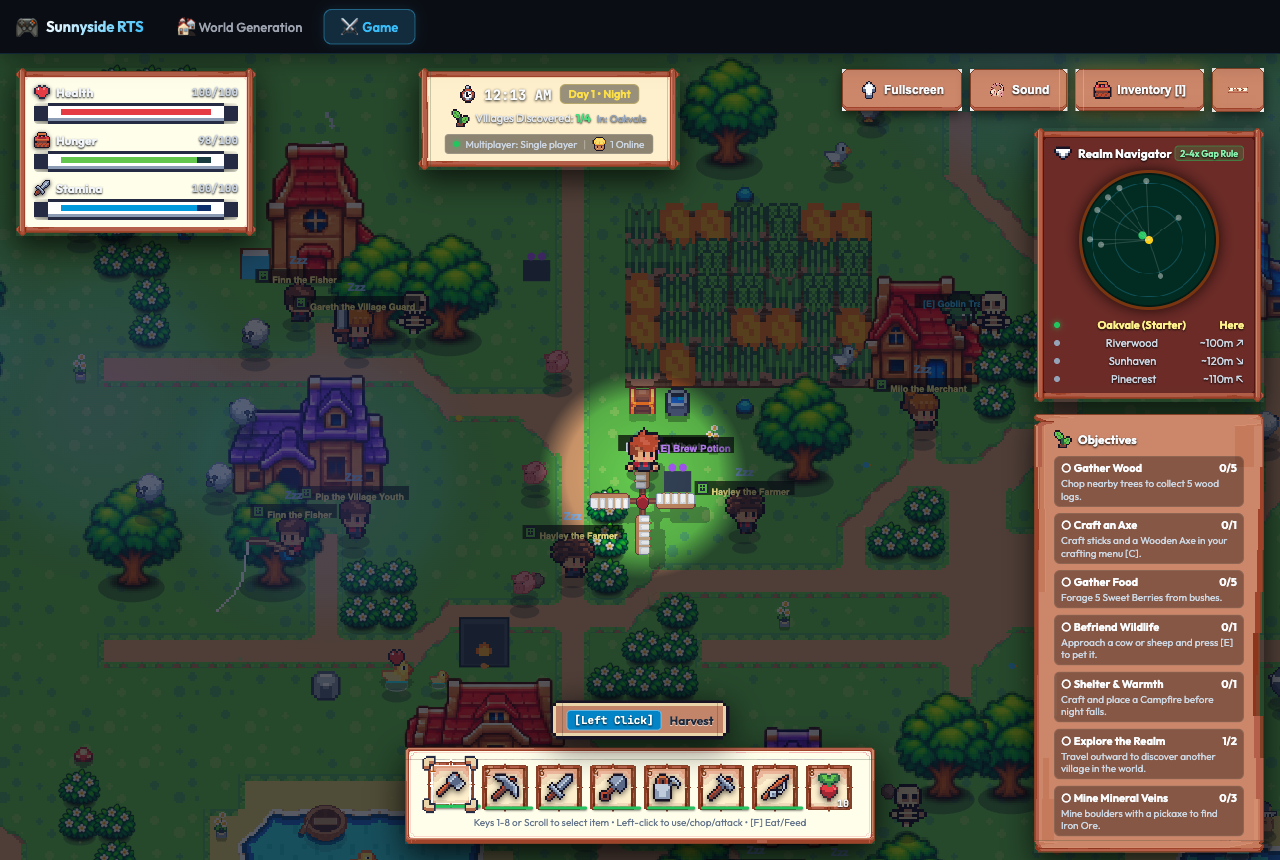 Sunnyside RTS
World Generation
Game
Health 100/100
Hunger 98/100
Stamina 100/100
12:13 AM Day 1 • Night
Villages Discovered: 1/4 In: Oakvale
Multiplayer: Single player | 1 Online
Fullscreen
Sound
Inventory [I]
Realm Navigator 2-4x Gap Rule
Oakvale (Starter) Here
Riverwood ~100m ↗
Sunhaven ~120m ↘
Pinecrest ~110m ↖
Objectives
Gather Wood 0/5
Chop nearby trees to collect 5 wood
logs.
Craft an Axe 0/1
Craft sticks and a Wooden Axe in your
crafting menu [C].
Gather Food 0/5
Forage 5 Sweet Berries from bushes.
Befriend Wildlife 0/1
Approach a cow or sheep and press [E]
to pet it.
Shelter & Warmth 0/1
Craft and place a Campfire before
night falls.
Explore the Realm 1/2
Travel outward to discover another
village in the world.
Mine Mineral Veins 0/3
Mine boulders with a pickaxe to find
Iron Ore.
Zzz
Finn the Fisher
Zzz
Gareth the Village Guard
[E] Goblin Tr
Zzz
Milo the Merchant
E] Brew Potion
Zzz
Hayley the Farmer
Zzz
Pip the Village Youth
Zzz
Finn the Fisher
Zzz
Hayley the Farmer
[Left Click] Harvest
10
Keys 1-8 or Scroll to select item • Left-click to use/chop/attack • [F] Eat/Feed